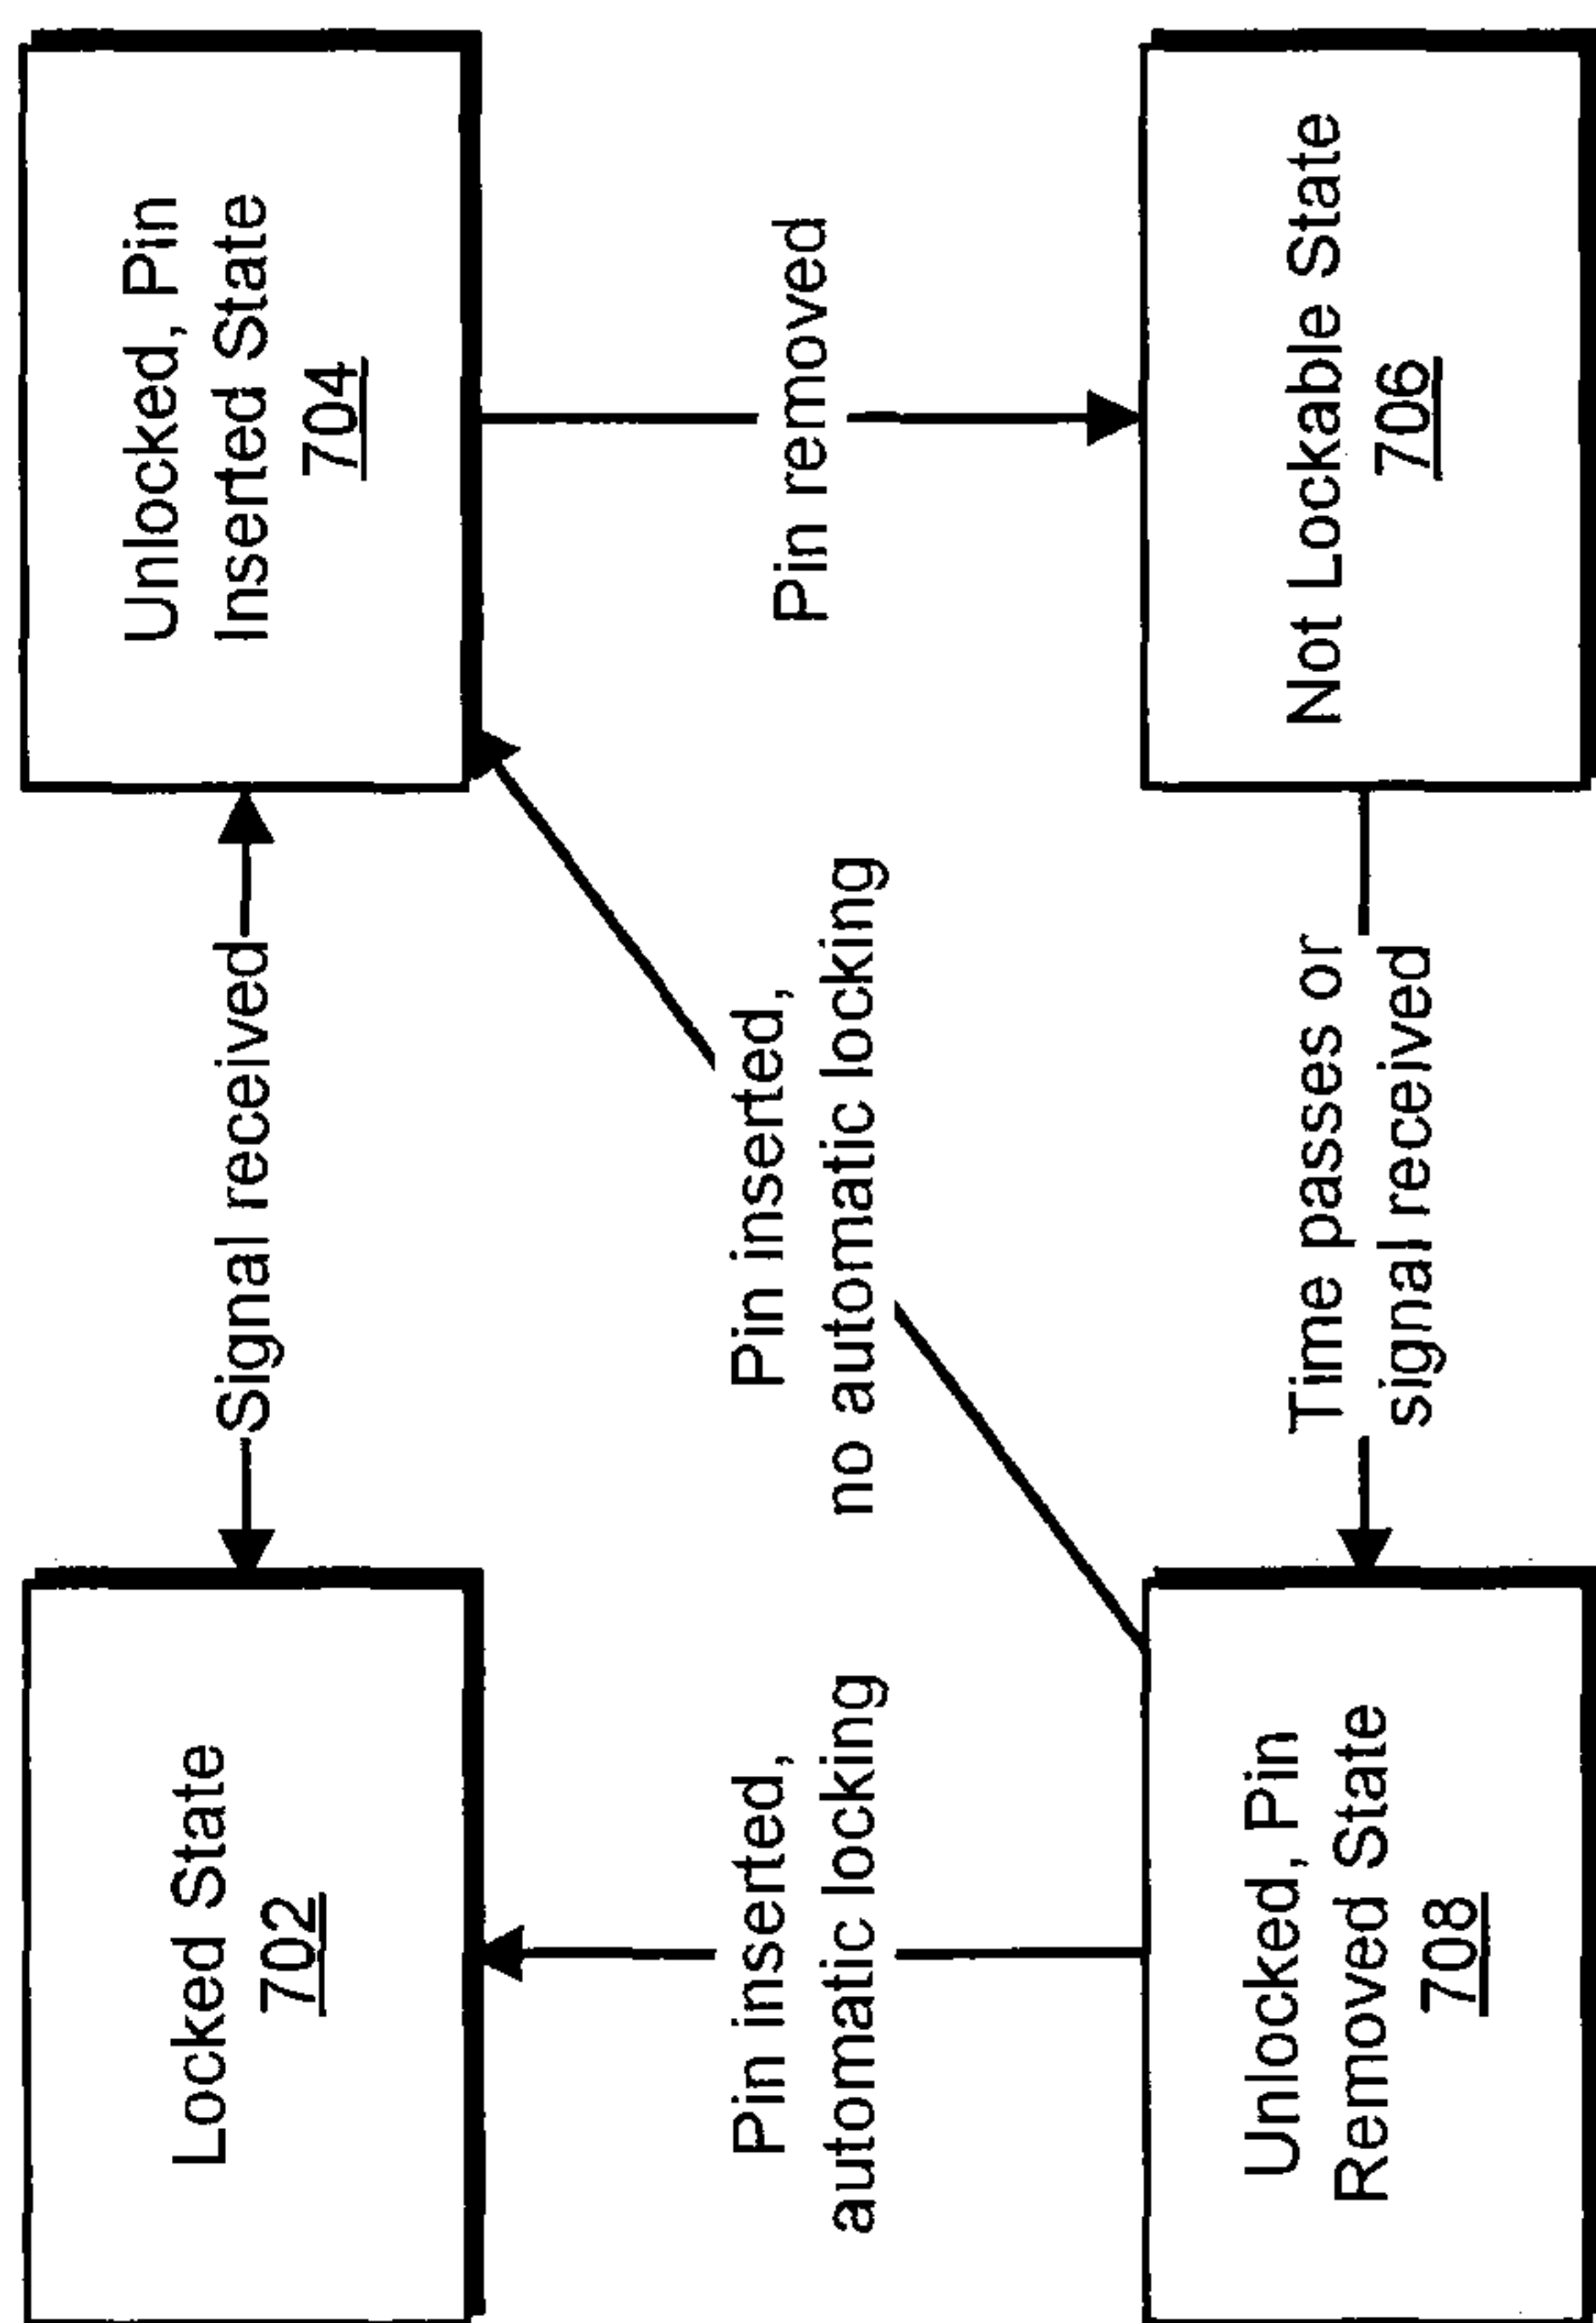 Locked State
702
Signal received
Unlocked, Pin
Inserted State
704
Pin inserted,
automatic locking
Pin inserted,
no automatic locking
Pin removed
Unlocked, Pin
Removed State
708
Time passes or
signal received
Not Lockable State
706